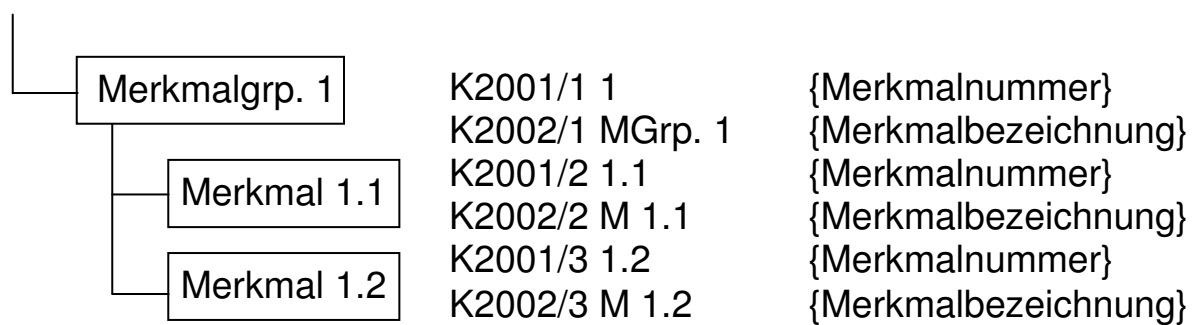 Merkmalgrp. 1
K2001/1 1 {Merkmalnummer}
K2002/1 MGrp. 1 {Merkmalbezeichnung}
Merkmal 1.1
K2001/2 1.1 {Merkmalnummer}
K2002/2 M 1.1 {Merkmalbezeichnung}
Merkmal 1.2
K2001/3 1.2 {Merkmalnummer}
K2002/3 M 1.2 {Merkmalbezeichnung}